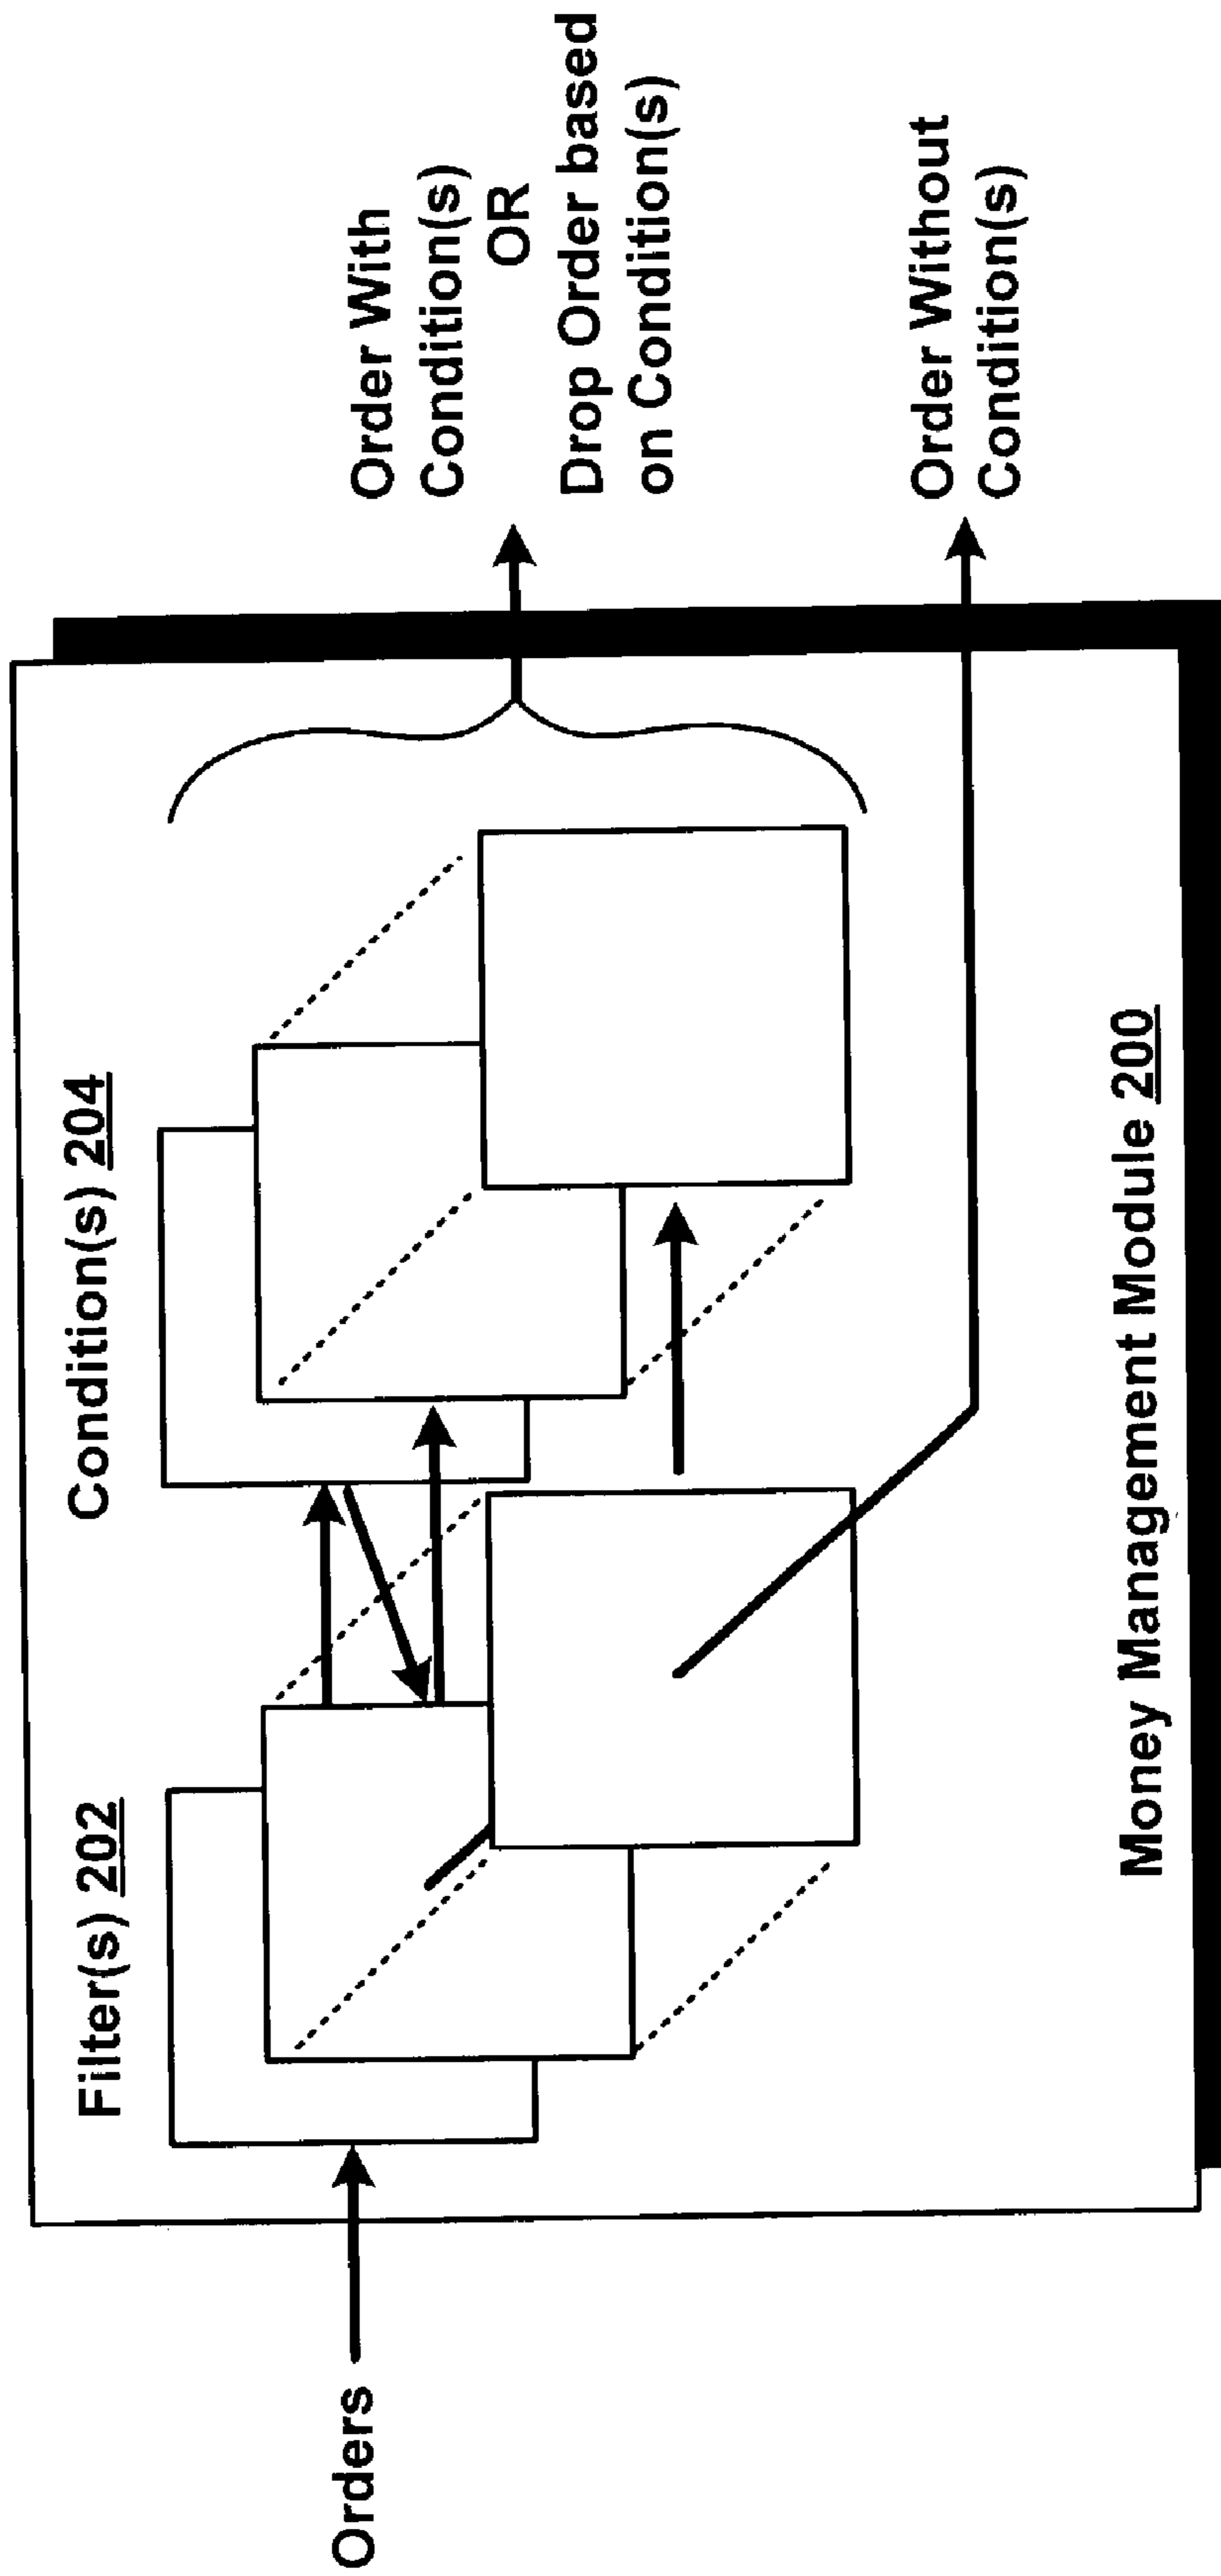 Orders
Filter(s) 202
Condition(s) 204
Money Management Module 200
Order With
Condition(s)
OR
Drop Order based
on Condition(s)
Order Without
Condition(s)